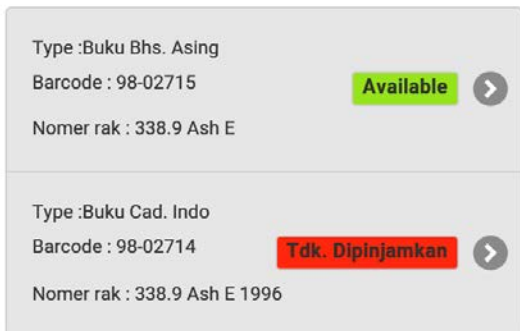 Type :Buku Bhs. Asing
Barcode : 98-02715
Available
Nomer rak : 338.9 Ash E
Type :Buku Cad. Indo
Barcode : 98-02714
Tdk. Dipinjamkan
Nomer rak : 338.9 Ash E 1996